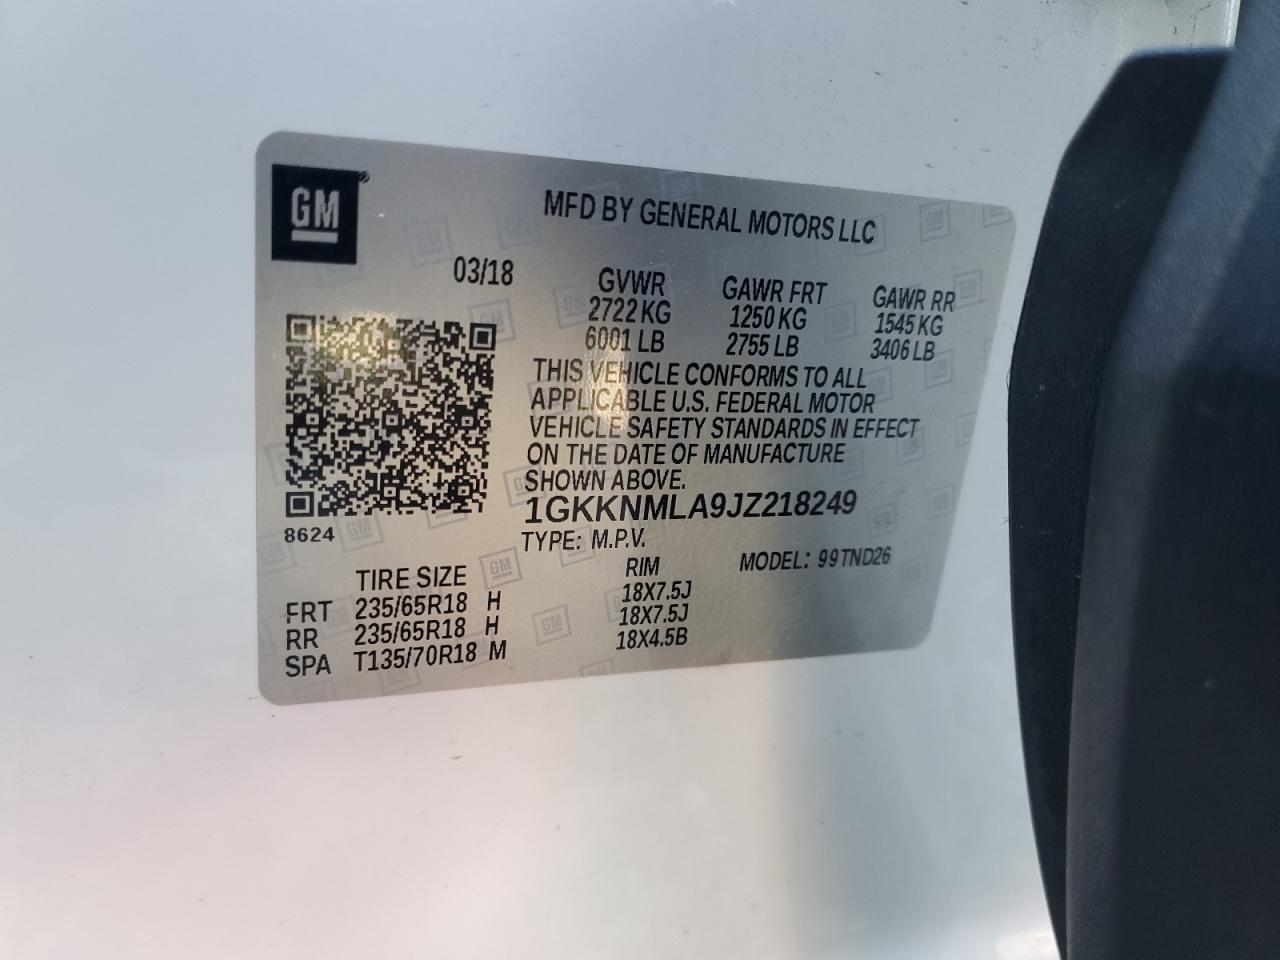 GM
MFD BY GENERAL MOTORS LLC
03/18
GVWR GAWR FRT GAWR RR
2722 KG 1250 KG 1545 KG
6001 LB 2755 LB 3406 LB
THIS VEHICLE CONFORMS TO ALL
APPLICABLE U.S. FEDERAL MOTOR
VEHICLE SAFETY STANDARDS IN EFFECT
ON THE DATE OF MANUFACTURE
SHOWN ABOVE.
1GKKNMLA9JZ218249
8624
TYPE: M.P.V. MODEL: 99TND26
TIRE SIZE RIM
FRT 235/65R18 H 18X7.5J
RR 235/65R18 H 18X7.5J
SPA T135/70R18 M 18X4.5B